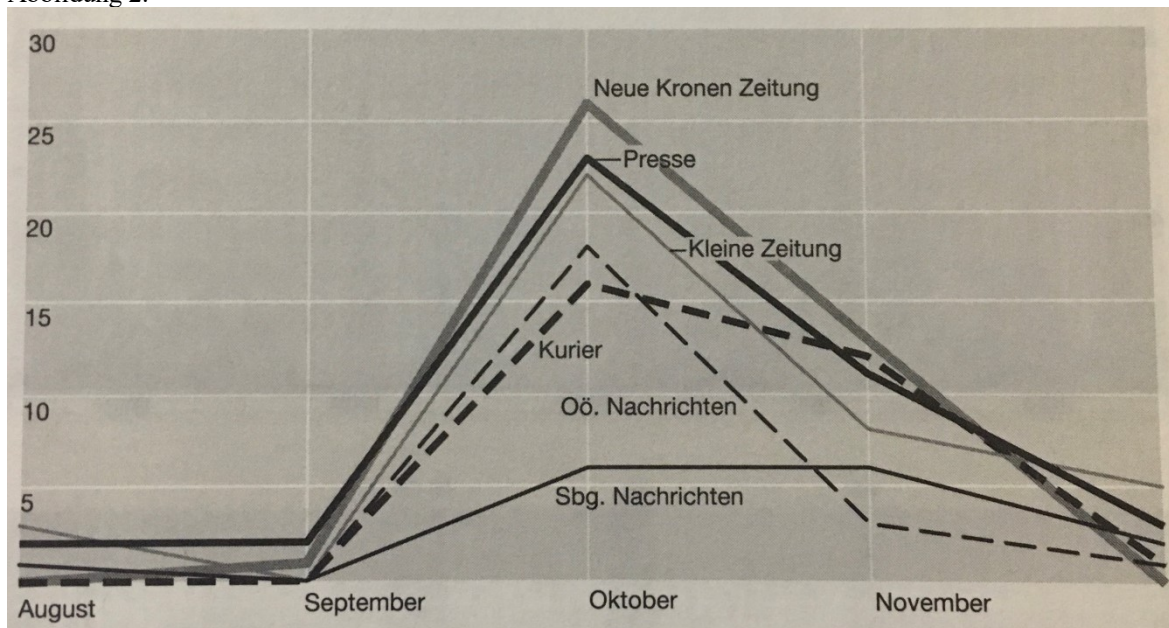 Abbildung 2:
30
Neue Kronen Zeitung
25
Presse
20
Kleine Zeitung
15
Kurier
10
Oö. Nachrichten
5
Sbg. Nachrichten
August
September
Oktober
November